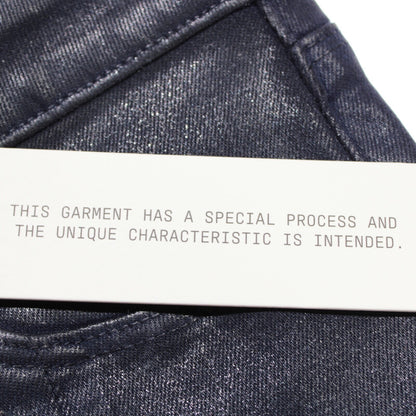 THIS GARMENT HAS A SPECIAL PROCESS AND
THE UNIQUE CHARACTERISTIC IS INTENDED.